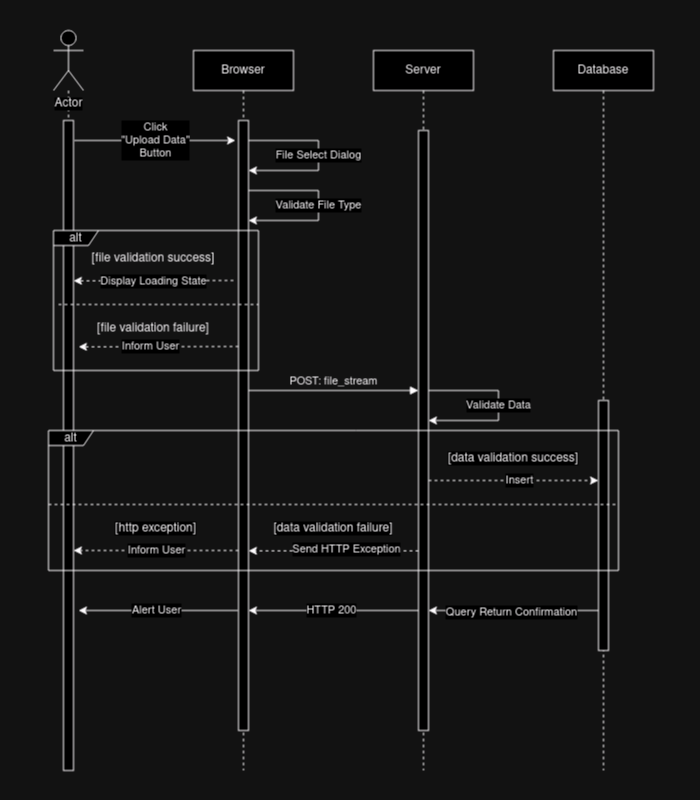 Browser
Server
Database
Actor
Click
"Upload Data"
Button
File Select Dialog
Validate File Type
alt
[file validation success]
Display Loading State
[file validation failure]
Inform User
POST: file_stream
Validate Data
alt
[data validation success]
Insert
[http exception]
[data validation failure]
Inform User
Send HTTP Exception
Alert User
HTTP 200
Query Return Confirmation